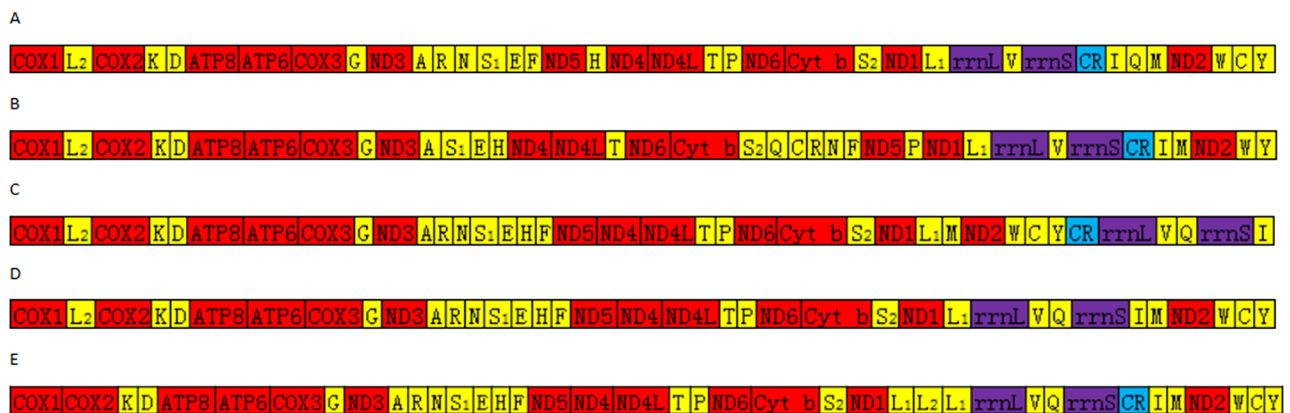 A
COX1 L2 COX2 K D ATP8 ATP6 COX3 G ND3 A R N S1 E F ND5 H ND4 ND4L T P ND6 Cyt b S2 ND1 L1 rrnL V rrnS CR I Q M ND2 W C Y
B
COX1 L2 COX2 K D ATP8 ATP6 COX3 G ND3 A S1 E H ND4 ND4L T ND6 Cyt b S2 Q C R N F ND5 P ND1 L1 rrnL V rrnS CR I M ND2 W Y
C
COX1 L2 COX2 K D ATP8 ATP6 COX3 G ND3 A R N S1 E H F ND5 ND4 ND4L T P ND6 Cyt b S2 ND1 L1 M ND2 W C Y CR rrnL V Q rrnS I
D
COX1 L2 COX2 K D ATP8 ATP6 COX3 G ND3 A R N S1 E H F ND5 ND4 ND4L T P ND6 Cyt b S2 ND1 L1 rrnL V Q rrnS I M ND2 W C Y
E
COX1 COX2 K D ATP8 ATP6 COX3 G ND3 A R N S1 E H F ND5 ND4 ND4L T P ND6 Cyt b S2 ND1 L1 L2 L1 rrnL V Q rrnS CR I M ND2 W C Y